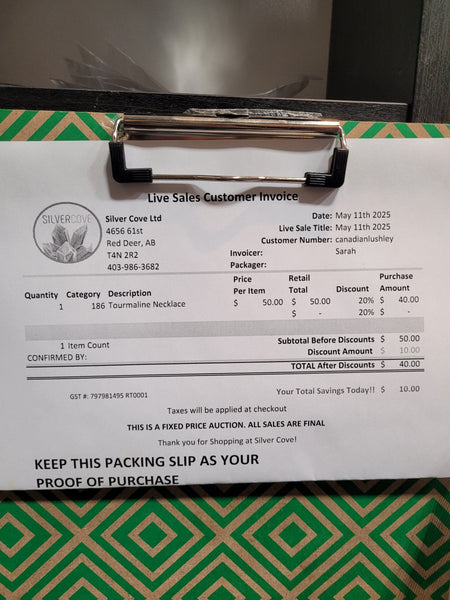 Live Sales Customer Invoice
SILVERCOVE
Silver Cove Ltd
4656 61st
Red Deer, AB
T4N 2R2
403-986-3682
Date: May 11th 2025
Live Sale Title: May 11th 2025
Customer Number: canadianlushley
Invoicer: Sarah
Packager:
Quantity Category Description Price Per Item Retail Total Discount Purchase Amount
1 186 Tourmaline Necklace $ 50.00 $ 50.00 20% $ 40.00
$ - 20% $ -
1 Item Count Subtotal Before Discounts $ 50.00
CONFIRMED BY: Discount Amount $ 10.00
TOTAL After Discounts $ 40.00
GST #: 797981495 RT0001 Your Total Savings Today!! $ 10.00
Taxes will be applied at checkout
THIS IS A FIXED PRICE AUCTION. ALL SALES ARE FINAL
Thank you for Shopping at Silver Cove!
KEEP THIS PACKING SLIP AS YOUR
PROOF OF PURCHASE